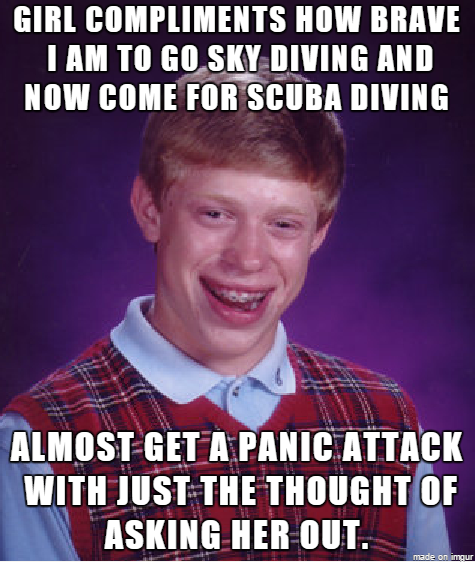 GIRL COMPLIMENTS HOW BRAVE
I AM TO GO SKY DIVING AND
NOW COME FOR SCUBA DIVING
ALMOST GET A PANIC ATTACK
WITH JUST THE THOUGHT OF
ASKING HER OUT.
made on imgur